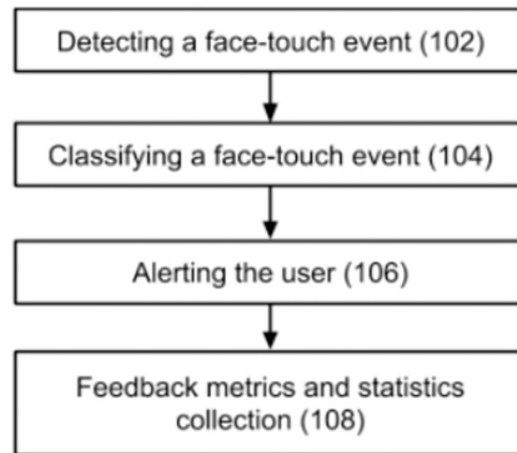 Detecting a face-touch event (102)
Classifying a face-touch event (104)
Alerting the user (106)
Feedback metrics and statistics
collection (108)